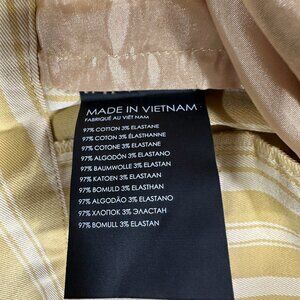 MADE IN VIETNAM
FABRIQUÉ AU VIÊT NAM
97% COTTON 3% ELASTANE
97% COTON 3% ÉLASTHANNE
97% COTONE 3% ELASTANE
97% ALGODÓN 3% ELASTANO
97% BAUMWOLLE 3% ELASTAN
97% KATOEN 3% ELASTAAN
97% BOMULD 3% ELASTHAN
97% ALGODÃO 3% ELASTANO
97% ХЛОПОК 3% ЭЛАСТАН
97% BOMULL 3% ELASTAN